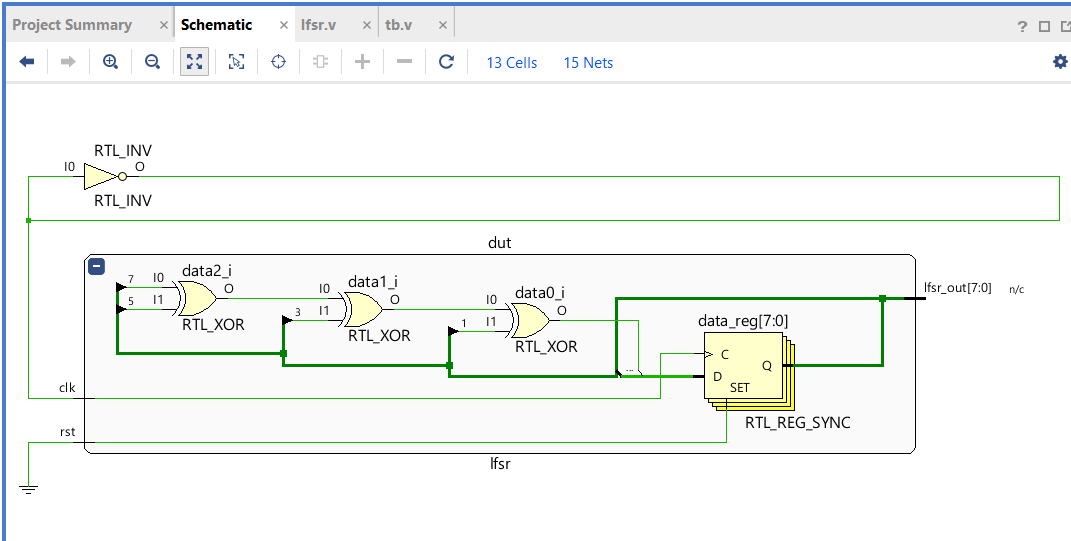 Project Summary × Schematic × lfsr.v × tb.v ×
?
13 Cells 15 Nets
RTL_INV
I0 O
RTL_INV
dut
7 I0 data2_i
O
5 I1
RTL_XOR
data1_i
I0 O
3 I1
RTL_XOR
data0_i
I0 O
1 I1
RTL_XOR
lfsr_out[7:0] n/c
data_reg[7:0]
C
...
D Q
SET
RTL_REG_SYNC
clk
rst
lfsr